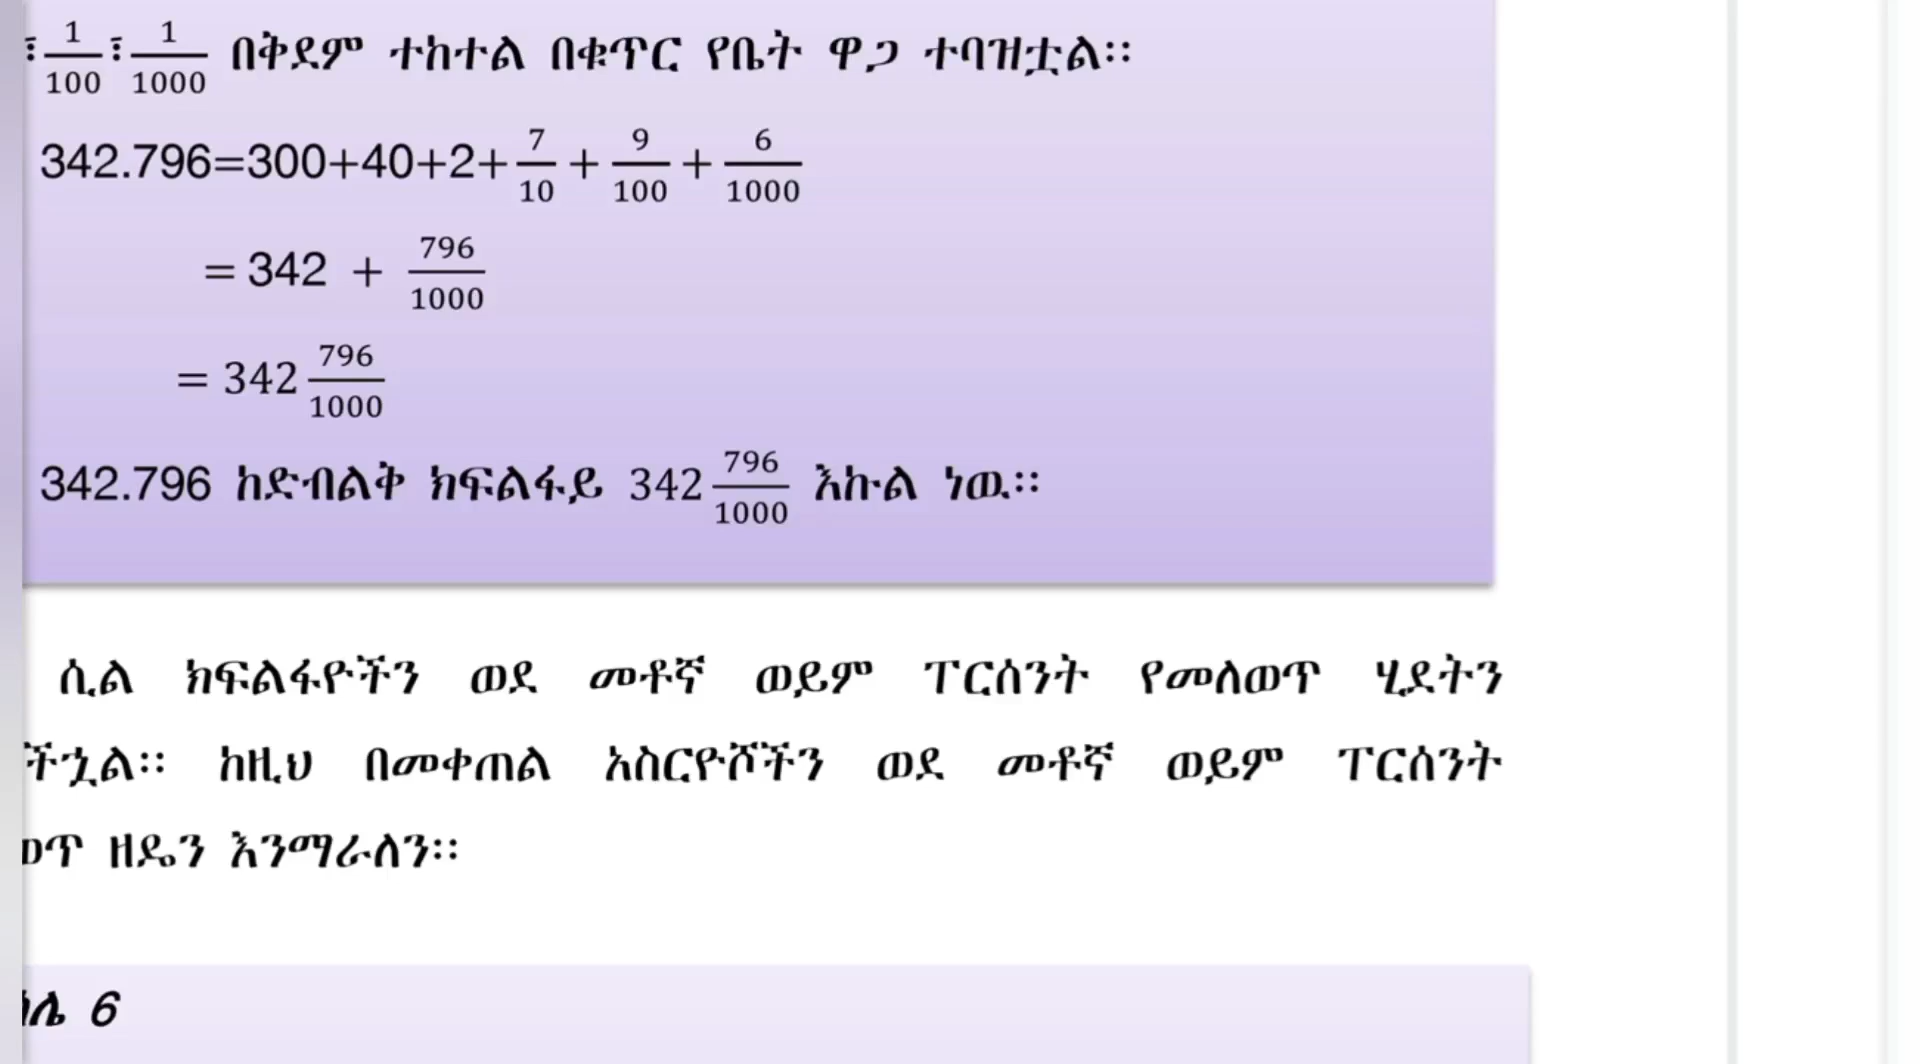 ፣1/100፣1/1000 በቅደም ተከተል በቁጥር የቤት ዋጋ ተባዝቷል፡፡
342.796=300+40+2+7/10 + 9/100 + 6/1000
= 342 + 796/1000
= 342 796/1000
342.796 ከድብልቅ ክፍልፋይ 342 796/1000 እኩል ነዉ፡፡
ሲል ክፍልፋዮችን ወደ መቶኛ ወይም ፐርሰንት የመለወጥ ሂደትን
ችኋል፡፡ ከዚህ በመቀጠል አስርዮሾችን ወደ መቶኛ ወይም ፐርሰንት
ወጥ ዘዴን እንማራለን፡፡
6